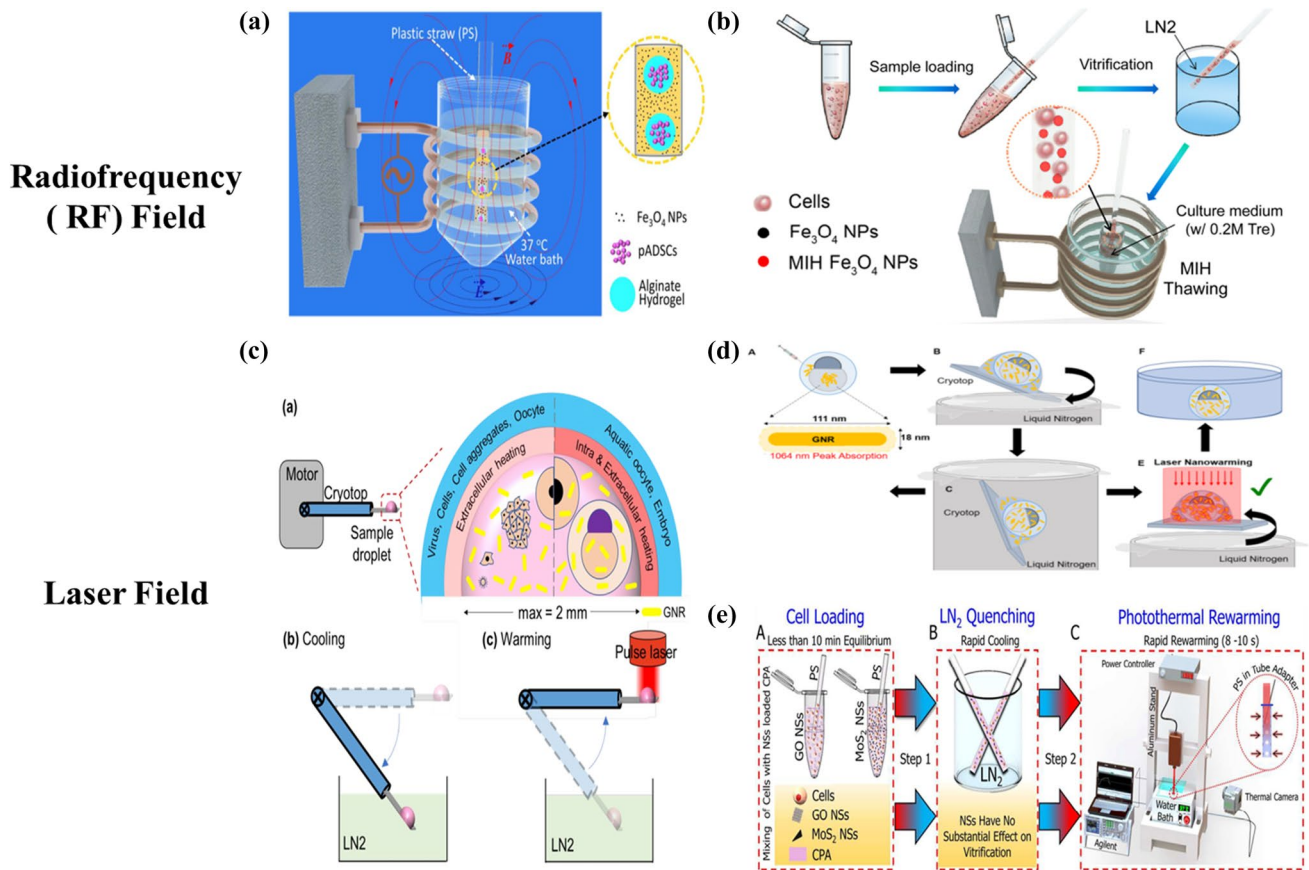 Radiofrequency
( RF) Field
(a)
Plastic straw (PS)
B
37 °C
Water bath
E
Fe₃O₄ NPs
pADSCs
Alginate
Hydrogel
(b)
Sample loading
Vitrification
LN2
Cells
Fe₃O₄ NPs
MIH Fe₃O₄ NPs
Culture medium
(w/ 0.2M Tre)
MIH
Thawing
Laser Field
(c)
(a)
Motor
Cryotop
Sample
droplet
Virus, Cells, Cell aggregates, Oocyte
Extracellular heating
Aquatic oocyte, Embryo
Intra & Extracellular heating
max = 2 mm
GNR
(b) Cooling
LN2
(c) Warming
Pulse laser
LN2
(d)
A
111 nm
GNR
18 nm
1064 nm Peak Absorption
B
Cryotop
Liquid Nitrogen
C
Cryotop
Liquid Nitrogen
E
Laser Nanowarming
Liquid Nitrogen
F
(e)
Cell Loading
A
Less than 10 min Equilibrium
Mixing of Cells with NSs loaded CPA
PS
GO NSs
PS
MoS₂ NSs
Cells
GO NSs
MoS₂ NSs
CPA
Step 1
LN₂ Quenching
B
Rapid Cooling
LN₂
NSs Have No
Substantial Effect on
Vitrification
Step 2
Photothermal Rewarming
C
Rapid Rewarming (8 -10 s)
Power Controller
Aluminum Stand
PS in Tube Adapter
Water
Bath
Thermal Camera
Agilent